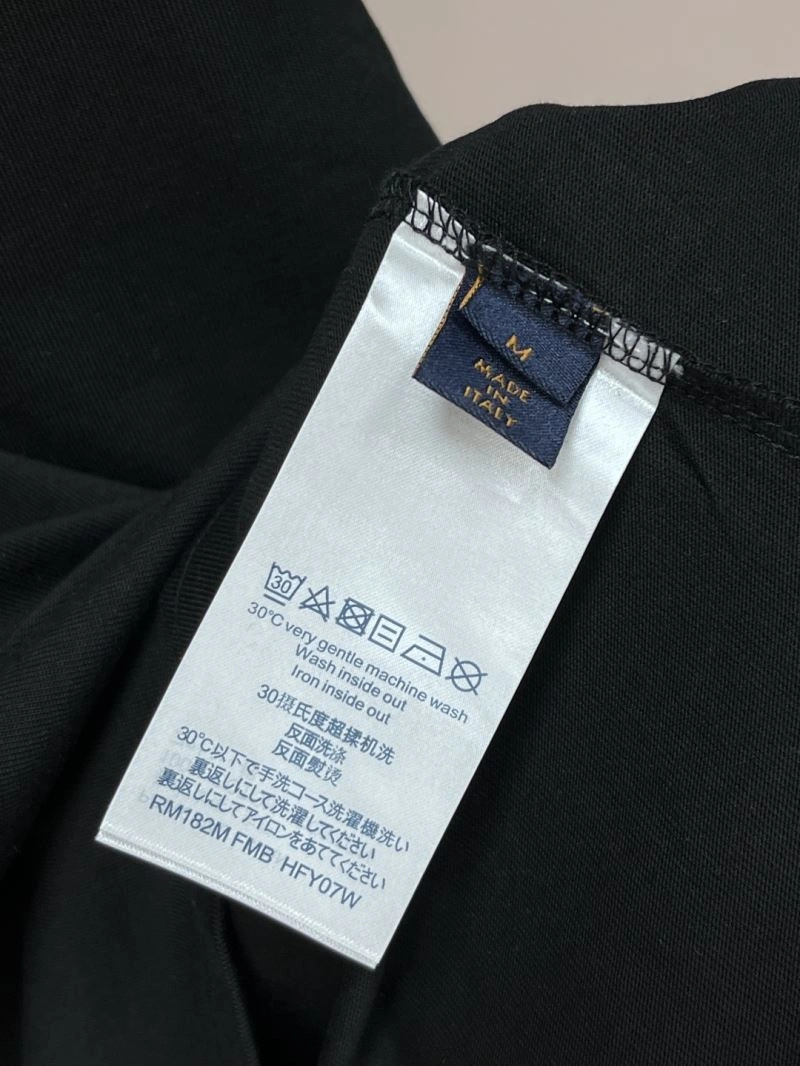 M
MADE
IN
ITALY
30
30°C very gentle machine wash
Wash inside out
Iron inside out
30摄氏度超揉机洗
反面洗涤
反面熨烫
30℃以下で手洗コース洗濯機洗い
裏返しにして洗濯してください
裏返しにしてアイロンをあててください
RM182M FMB HFY07W